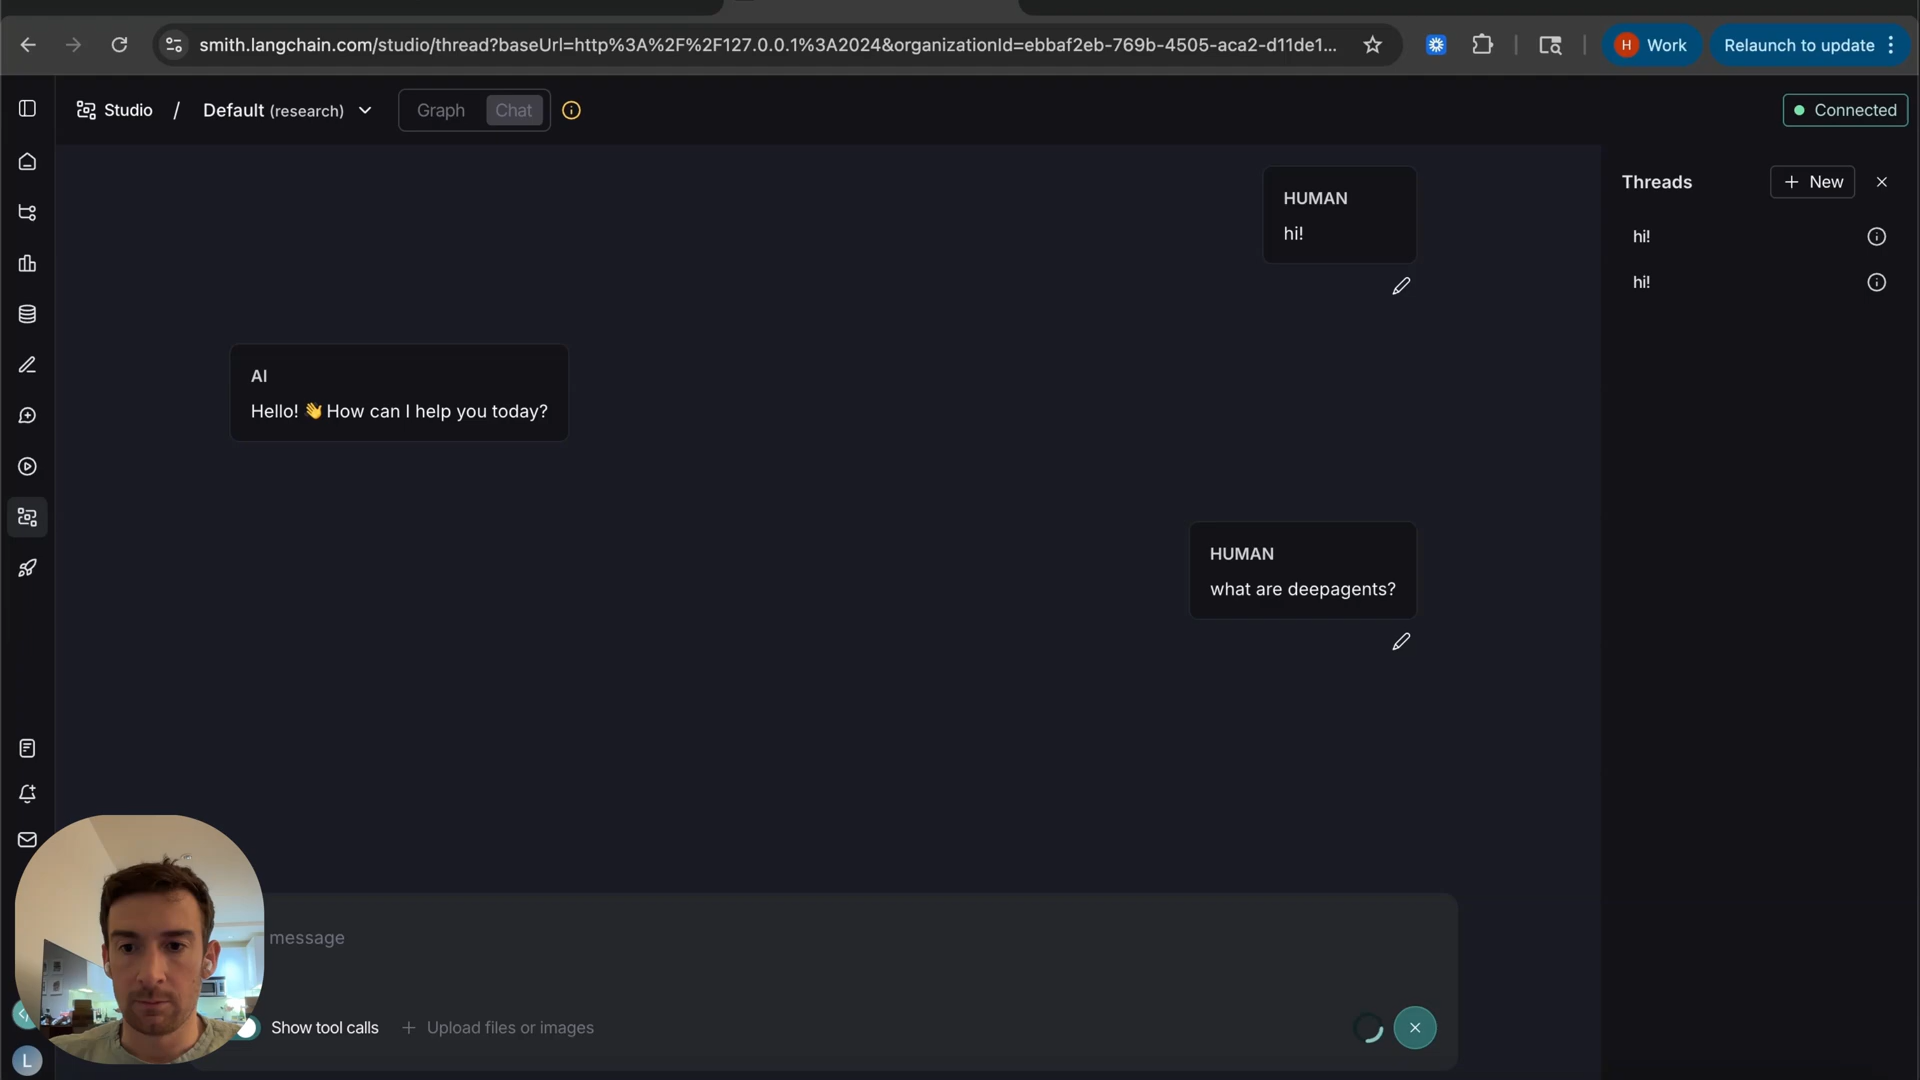 smith.langchain.com/studio/thread?baseUrl=http%3A%2F%2F127.0.0.1%3A2024&organizationId=ebbaf2eb-769b-4505-aca2-d11de1...
H Work
Relaunch to update
Studio / Default (research)
Graph Chat
Connected
Threads
+ New
hi!
hi!
HUMAN
hi!
AI
Hello! 👋 How can I help you today?
HUMAN
what are deepagents?
message
Show tool calls
+ Upload files or images
L